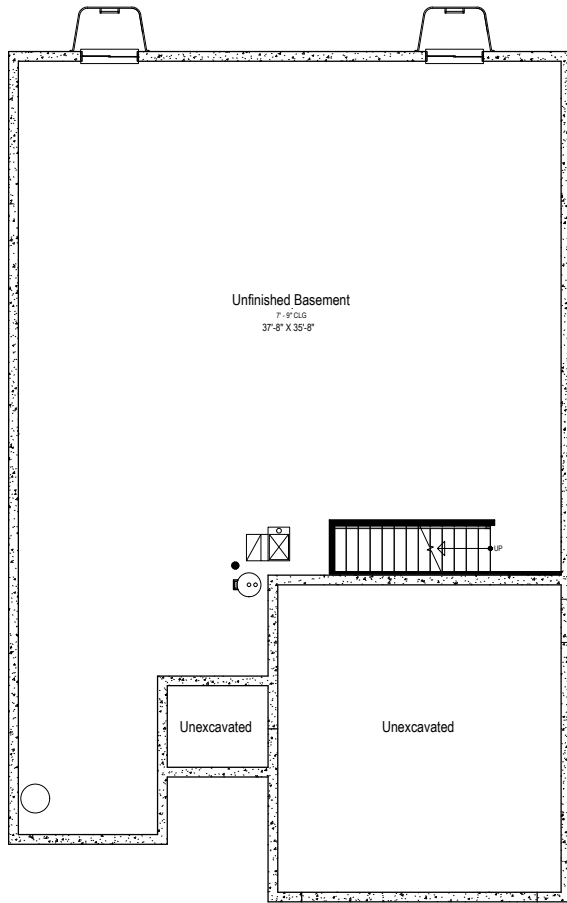 Unfinished Basement
7' - 9" CLG
37'-8" X 35'-8"
UP
Unexcavated
Unexcavated